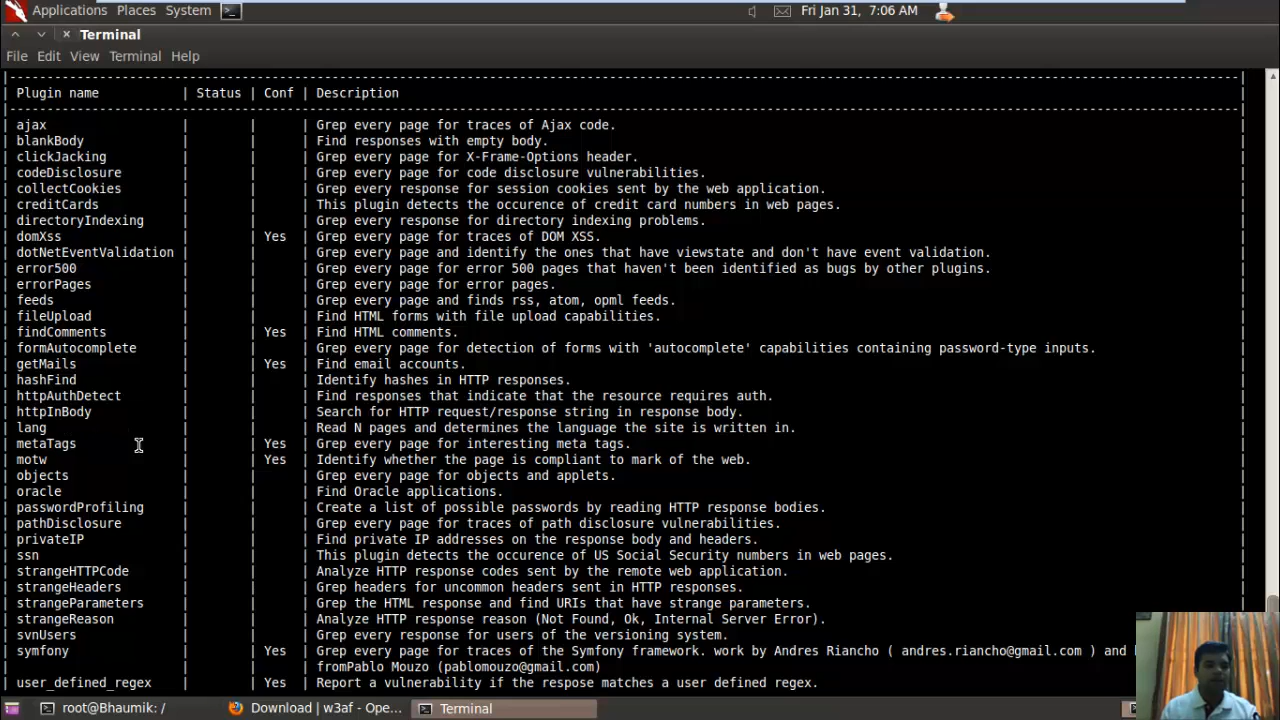 Applications Places System Fri Jan 31, 7:06 AM
Terminal
File Edit View Terminal Help
Plugin name | Status | Conf | Description
ajax | | | Grep every page for traces of Ajax code.
blankBody | | | Find responses with empty body.
clickJacking | | | Grep every page for X-Frame-Options header.
codeDisclosure | | | Grep every page for code disclosure vulnerabilities.
collectCookies | | | Grep every response for session cookies sent by the web application.
creditCards | | | This plugin detects the occurence of credit card numbers in web pages.
directoryIndexing | | | Grep every response for directory indexing problems.
domXss | | Yes | Grep every page for traces of DOM XSS.
dotNetEventValidation | | | Grep every page and identify the ones that have viewstate and don't have event validation.
error500 | | | Grep every page for error 500 pages that haven't been identified as bugs by other plugins.
errorPages | | | Grep every page for error pages.
feeds | | | Grep every page and finds rss, atom, opml feeds.
fileUpload | | | Find HTML forms with file upload capabilities.
findComments | | Yes | Find HTML comments.
formAutocomplete | | | Grep every page for detection of forms with 'autocomplete' capabilities containing password-type inputs.
getMails | | Yes | Find email accounts.
hashFind | | | Identify hashes in HTTP responses.
httpAuthDetect | | | Find responses that indicate that the resource requires auth.
httpInBody | | | Search for HTTP request/response string in response body.
lang | | | Read N pages and determines the language the site is written in.
metaTags | | Yes | Grep every page for interesting meta tags.
motw | | Yes | Identify whether the page is compliant to mark of the web.
objects | | | Grep every page for objects and applets.
oracle | | | Find Oracle applications.
passwordProfiling | | | Create a list of possible passwords by reading HTTP response bodies.
pathDisclosure | | | Grep every page for traces of path disclosure vulnerabilities.
privateIP | | | Find private IP addresses on the response body and headers.
ssn | | | This plugin detects the occurence of US Social Security numbers in web pages.
strangeHTTPCode | | | Analyze HTTP response codes sent by the remote web application.
strangeHeaders | | | Grep headers for uncommon headers sent in HTTP responses.
strangeParameters | | | Grep the HTML response and find URIs that have strange parameters.
strangeReason | | | Analyze HTTP response reason (Not Found, Ok, Internal Server Error).
svnUsers | | | Grep every response for users of the versioning system.
symfony | | Yes | Grep every page for traces of the Symfony framework. work by Andres Riancho ( andres.riancho@gmail.com ) and
| | | fromPablo Mouzo (pablomouzo@gmail.com)
user_defined_regex | | Yes | Report a vulnerability if the respose matches a user defined regex.
root@Bhaumik: / Download | w3af - Ope... Terminal